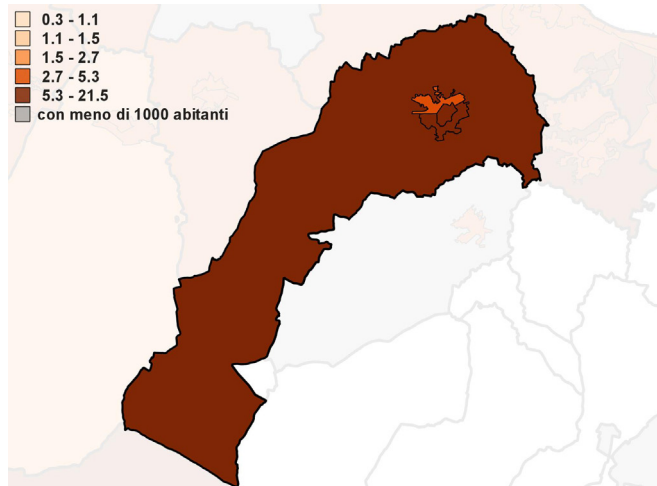 0.3 - 1.1
1.1 - 1.5
1.5 - 2.7
2.7 - 5.3
5.3 - 21.5
con meno di 1000 abitanti